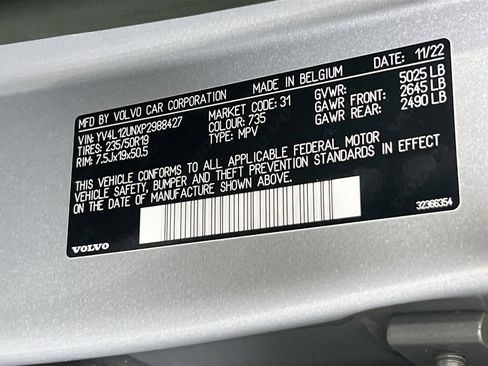 MFD BY VOLVO CAR CORPORATION MADE IN BELGIUM DATE: 11/22
VIN: YV4L12UNXP2988427 MARKET CODE: 31 GVWR: 5025 LB
TIRES: 235/50R19 COLOUR: 735 GAWR FRONT: 2645 LB
RIM: 7.5Jx19x50.5 TYPE: MPV GAWR REAR: 2490 LB
THIS VEHICLE CONFORMS TO ALL APPLICABLE FEDERAL MOTOR
VEHICLE SAFETY, BUMPER AND THEFT PREVENTION STANDARDS IN EFFECT
ON THE DATE OF MANUFACTURE SHOWN ABOVE.
VOLVO 32366354